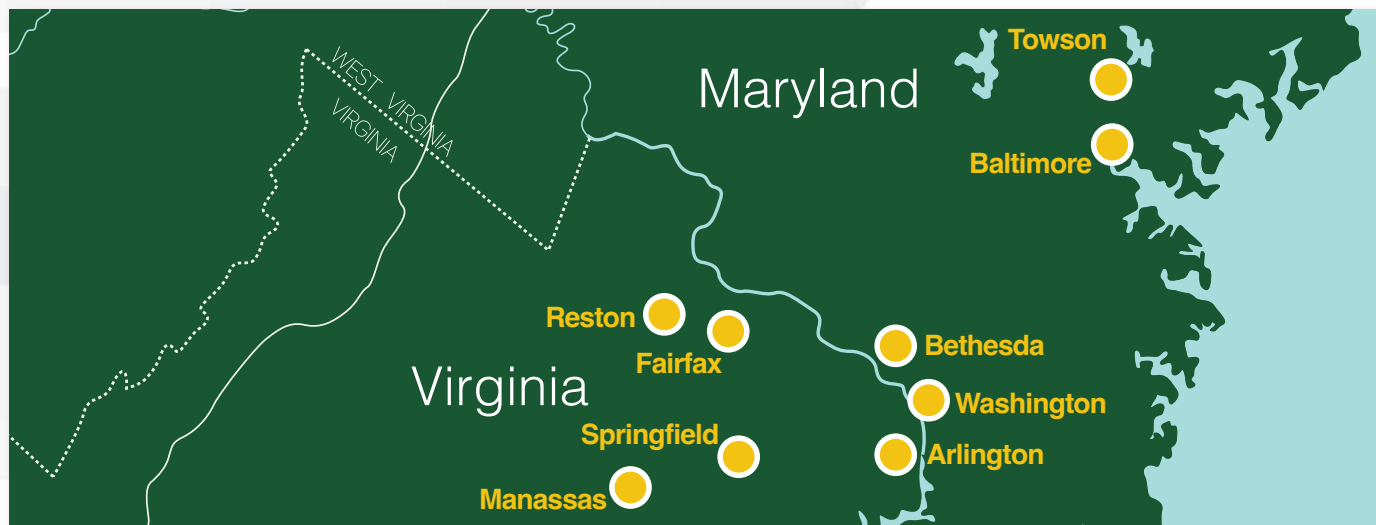 Towson
Maryland
WEST VIRGINIA
VIRGINIA
Baltimore
Reston
Fairfax
Bethesda
Virginia
Washington
Springfield
Arlington
Manassas